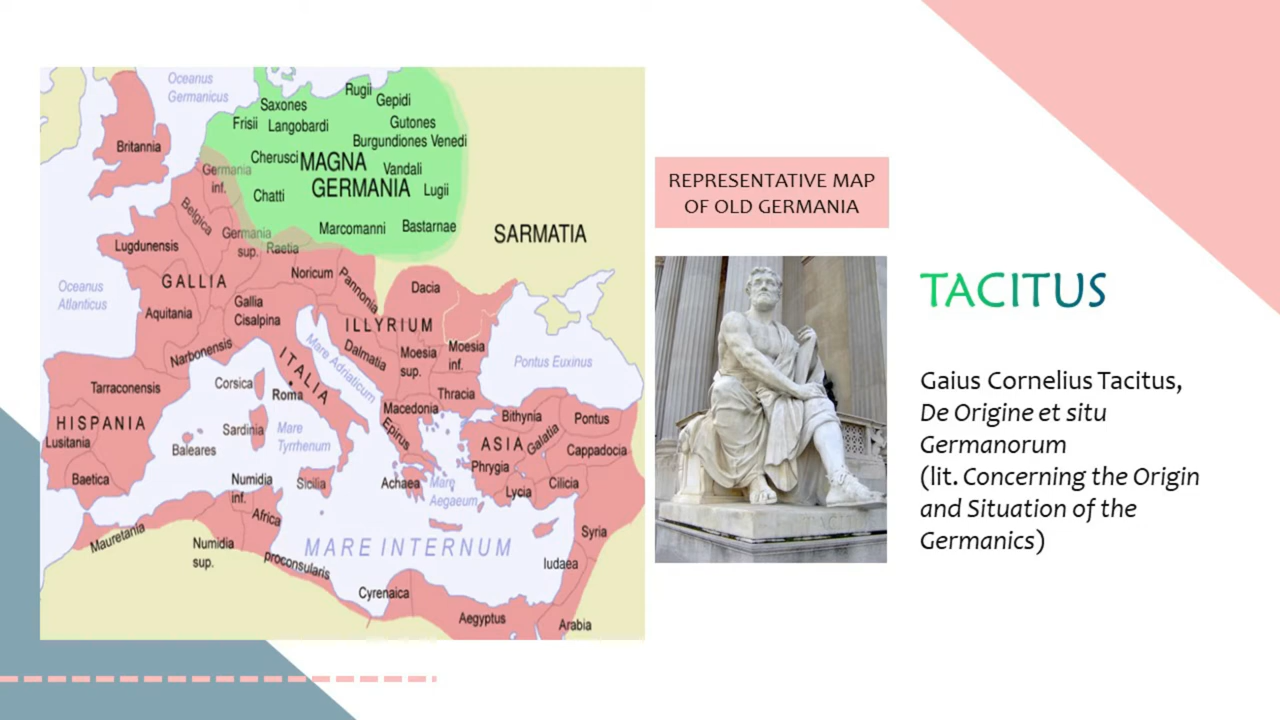 Oceanus
Germanicus
Rugii
Gepidi
Saxones
Frisii
Langobardi
Gutones
Burgundiones Venedi
Britannia
Cherusci
MAGNA
GERMANIA
Vandali
Germania
inf.
Chatti
Lugii
Belgica
Germania
sup.
Raetia
Marcomanni
Bastarnae
SARMATIA
Lugdunensis
GALLIA
Noricum
Pannonia
Dacia
Oceanus
Atlanticus
Aquitania
Gallia
Cisalpina
ILLYRIUM
Narbonensis
ITALIA
Mare Adriaticum
Dalmatia
Moesia
sup.
Moesia
inf.
Pontus Euxinus
Tarraconensis
Corsica
Roma
Thracia
HISPANIA
Lusitania
Macedonia
Bithynia
Pontus
Sardinia
Mare
Tyrrhenum
Epirus
ASIA
Galatia
Baleares
Cappadocia
Phrygia
Baetica
Numidia
inf.
Sicilia
Achaea
Mare
Aegaeum
Lycia
Cilicia
Africa
proconsularis
Mauretania
Numidia
sup.
MARE INTERNUM
Syria
Iudaea
Cyrenaica
Aegyptus
Arabia
REPRESENTATIVE MAP
OF OLD GERMANIA
TACITUS
Gaius Cornelius Tacitus,
De Origine et situ
Germanorum
(lit. Concerning the Origin
and Situation of the
Germanics)